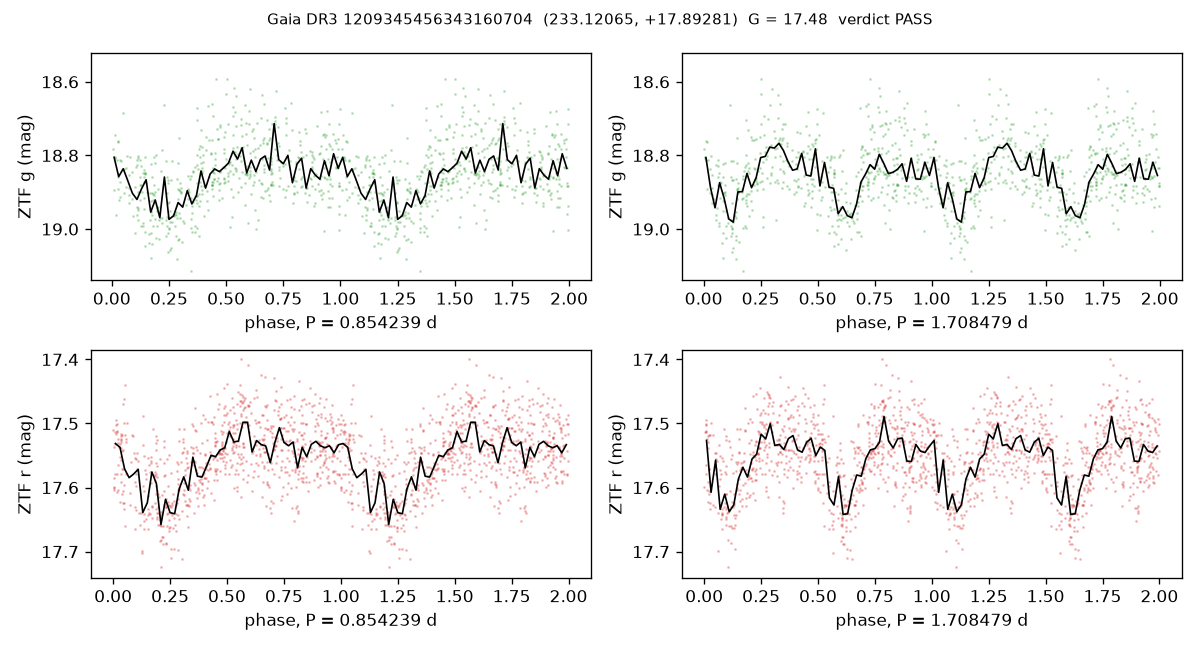 Gaia DR3 1209345456343160704  (233.12065, +17.89281)  G = 17.48  verdict PASS
ZTF g (mag)
18.6
18.8
19.0
0.00 0.25 0.50 0.75 1.00 1.25 1.50 1.75 2.00
phase, P = 0.854239 d
ZTF g (mag)
18.6
18.8
19.0
0.00 0.25 0.50 0.75 1.00 1.25 1.50 1.75 2.00
phase, P = 1.708479 d
ZTF r (mag)
17.4
17.5
17.6
17.7
0.00 0.25 0.50 0.75 1.00 1.25 1.50 1.75 2.00
phase, P = 0.854239 d
ZTF r (mag)
17.4
17.5
17.6
17.7
0.00 0.25 0.50 0.75 1.00 1.25 1.50 1.75 2.00
phase, P = 1.708479 d